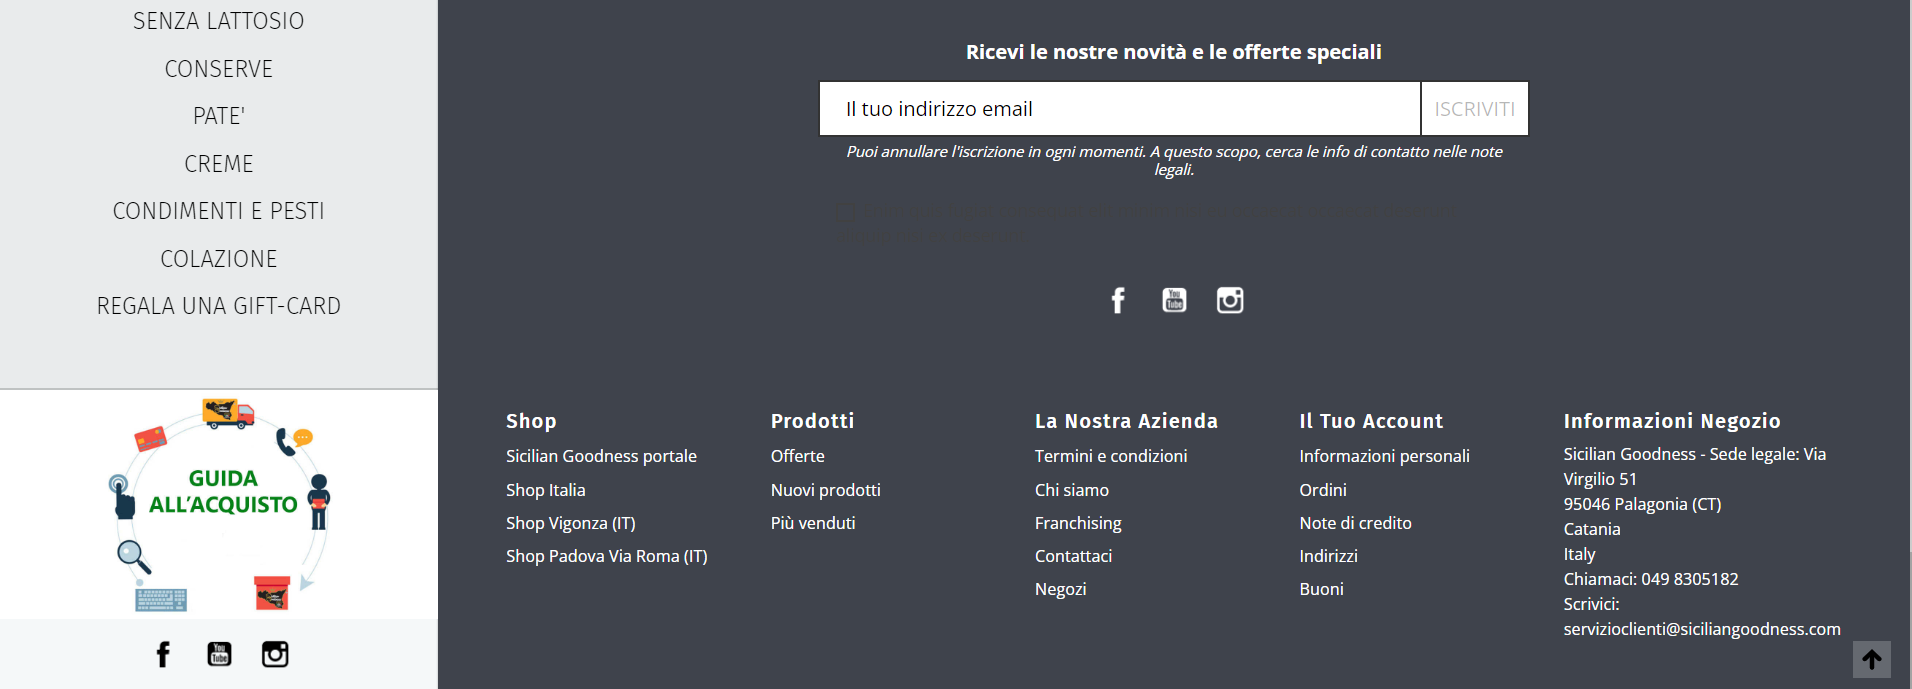 SENZA LATTOSIO
CONSERVE
PATE'
CREME
CONDIMENTI E PESTI
COLAZIONE
REGALA UNA GIFT-CARD
GUIDA
ALL'ACQUISTO
You
Tube
Ricevi le nostre novità e le offerte speciali
Il tuo indirizzo email
ISCRIVITI
Puoi annullare l'iscrizione in ogni momenti. A questo scopo, cerca le info di contatto nelle note
legali.
You
Tube
Shop
Sicilian Goodness portale
Shop Italia
Shop Vigonza (IT)
Shop Padova Via Roma (IT)
Prodotti
Offerte
Nuovi prodotti
Più venduti
La Nostra Azienda
Termini e condizioni
Chi siamo
Franchising
Contattaci
Negozi
Il Tuo Account
Informazioni personali
Ordini
Note di credito
Indirizzi
Buoni
Informazioni Negozio
Sicilian Goodness - Sede legale: Via
Virgilio 51
95046 Palagonia (CT)
Catania
Italy
Chiamaci: 049 8305182
Scrivici:
servizioclienti@siciliangoodness.com